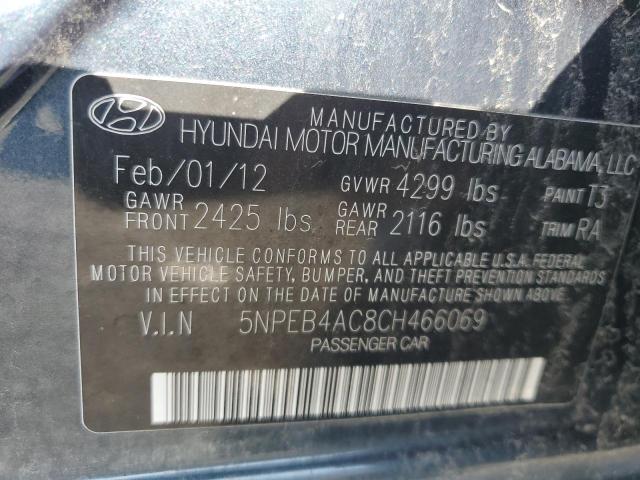 MANUFACTURED BY
HYUNDAI MOTOR MANUFACTURING ALABAMA, LLC
Feb/01/12 GVWR 4299 lbs PAINT T3
GAWR FRONT 2425 lbs. GAWR REAR 2116 lbs TRIM RA
THIS VEHICLE CONFORMS TO ALL APPLICABLE U.S.A. FEDERAL
MOTOR VEHICLE SAFETY, BUMPER, AND THEFT PREVENTION STANDARDS
IN EFFECT ON THE DATE OF MANUFACTURE SHOWN ABOVE.
V.I.N 5NPEB4AC8CH466069
PASSENGER CAR